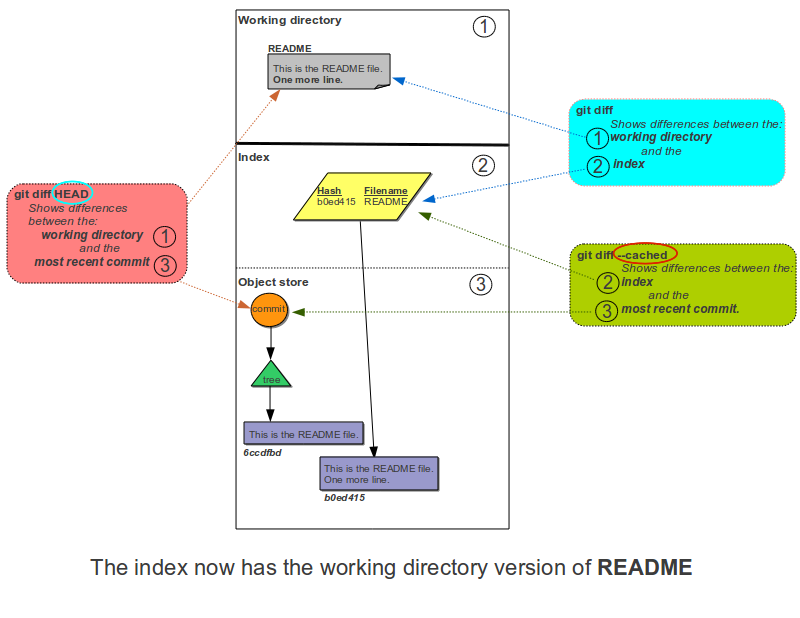 Working directory
1
README
This is the README file.
One more line.
git diff
Shows differences between the:
1 working directory
and the
2 index
Index
2
Hash Filename
b0ed415 README
git diff HEAD
Shows differences
between the:
working directory 1
and the
most recent commit 3
git diff --cached
Shows differences between the:
2 index
and the
3 most recent commit.
Object store
3
commit
tree
This is the README file.
6ccdfbd
This is the README file.
One more line.
b0ed415
The index now has the working directory version of README